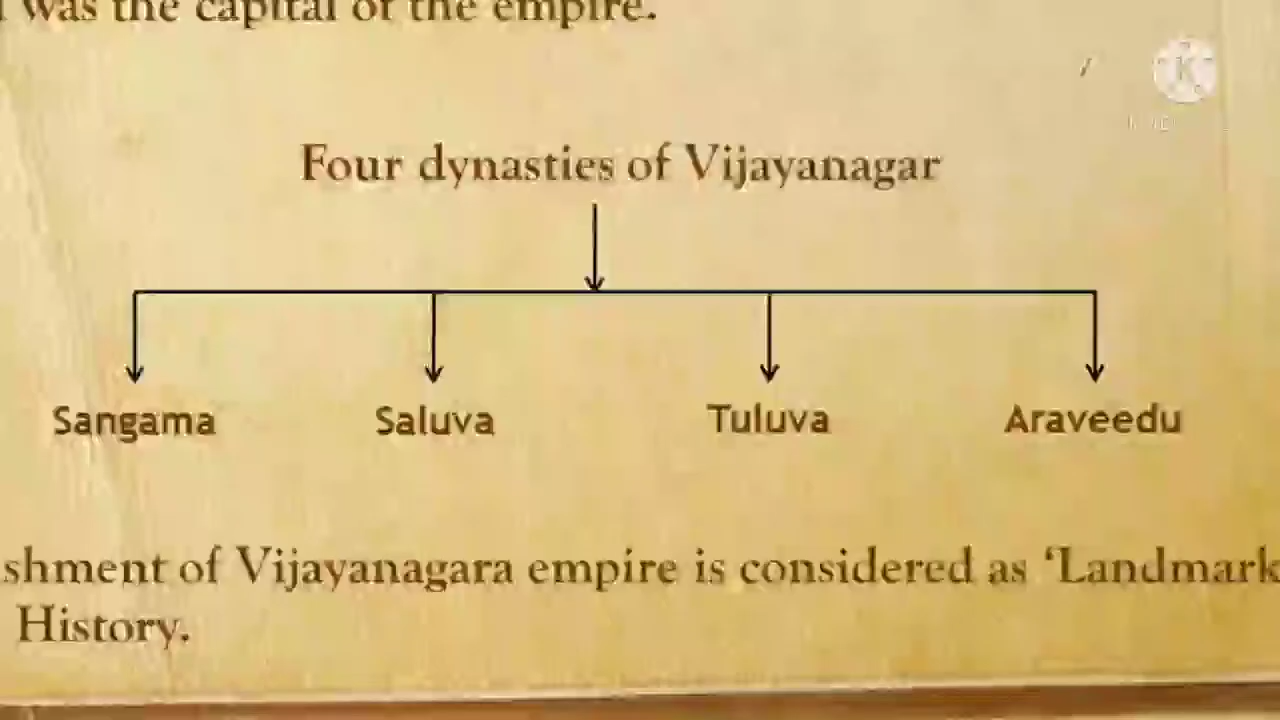 was the capital of the empire.
K
Four dynasties of Vijayanagar
Sangama Saluva Tuluva Araveedu
shment of Vijayanagara empire is considered as ‘Landmark
History.